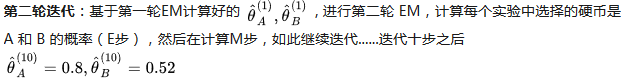 第二轮迭代：基于第一轮EM计算好的 $\hat{\theta}_A^{(1)}, \hat{\theta}_B^{(1)}$ ，进行第二轮 EM，计算每个实验中选择的硬币是
A 和 B 的概率（E步），然后在计算M步，如此继续迭代......迭代十步之后
$\hat{\theta}_A^{(10)} = 0.8, \hat{\theta}_B^{(10)} = 0.52$